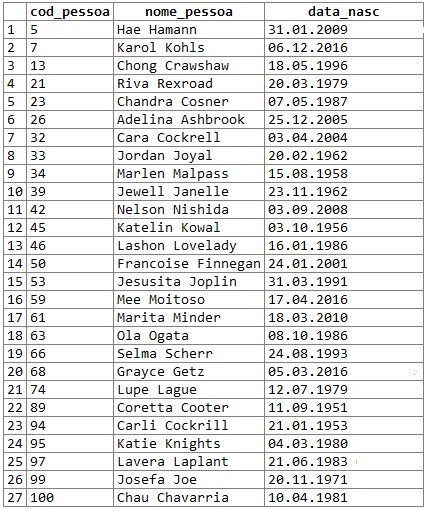 cod_pessoa nome_pessoa data_nasc
1 5 Hae Hamann 31.01.2009
2 7 Karol Kohls 06.12.2016
3 13 Chong Crawshaw 18.05.1996
4 21 Riva Rexroad 20.03.1979
5 23 Chandra Cosner 07.05.1987
6 26 Adelina Ashbrook 25.12.2005
7 32 Cara Cockrell 03.04.2004
8 33 Jordan Joyal 20.02.1962
9 34 Marlen Malpass 15.08.1958
10 39 Jewell Janelle 23.11.1962
11 42 Nelson Nishida 03.09.2008
12 45 Katelin Kowal 03.10.1956
13 46 Lashon Lovelady 16.01.1986
14 50 Francoise Finnegan 24.01.2001
15 53 Jesusita Joplin 31.03.1991
16 59 Mee Moitoso 17.04.2016
17 61 Marita Minder 18.03.2010
18 63 Ola Ogata 08.10.1986
19 66 Selma Scherr 24.08.1993
20 68 Grayce Getz 05.03.2016
21 74 Lupe Lague 12.07.1979
22 89 Coretta Cooter 11.09.1951
23 94 Carli Cockrill 21.01.1953
24 95 Katie Knights 04.03.1980
25 97 Lavera Laplant 21.06.1983
26 99 Josefa Joe 20.11.1971
27 100 Chau Chavarria 10.04.1981